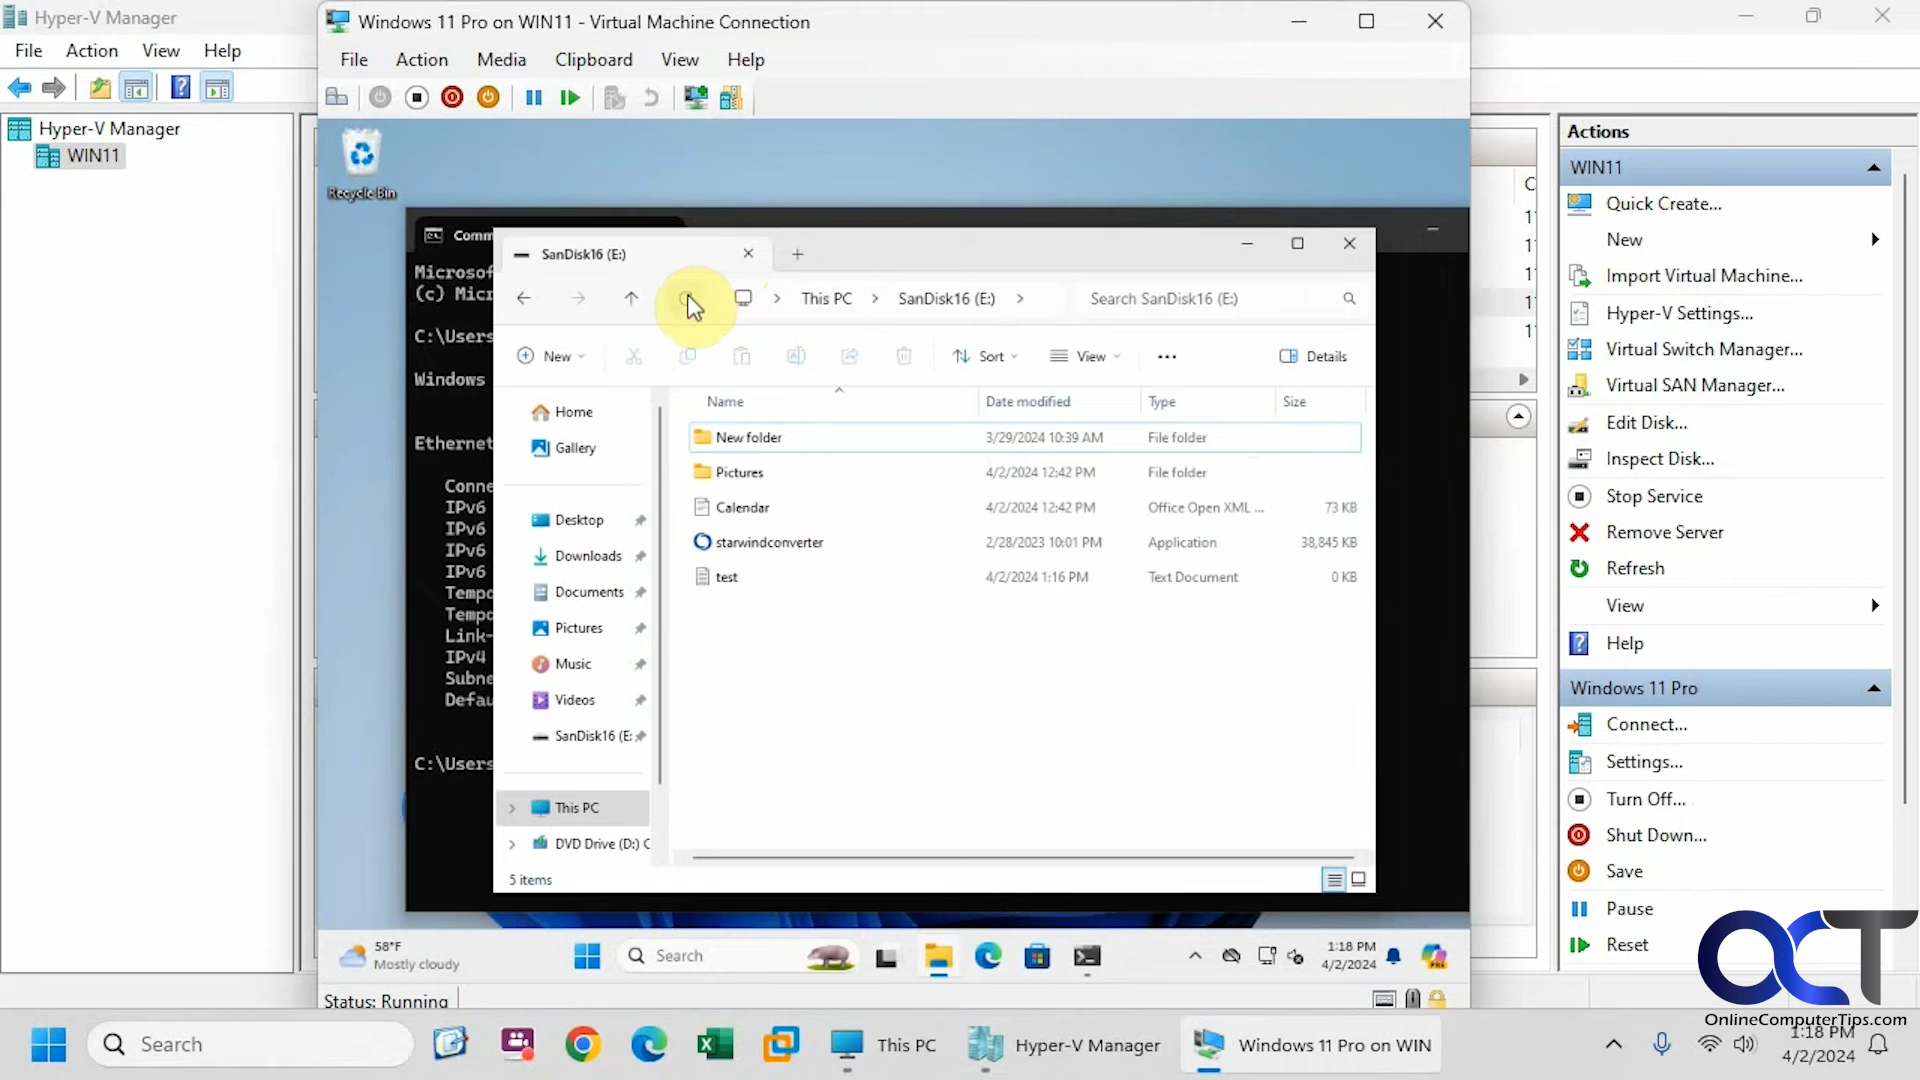 Hyper-V Manager
File Action View Help
Hyper-V Manager
WIN11
Windows 11 Pro on WIN11 - Virtual Machine Connection
File Action Media Clipboard View Help
Recycle Bin
Comm
Microsof
(c) Micr
C:\Users
Windows
Ethernet
Conne
IPv6
IPv6
IPv6
IPv6
Tempo
Tempo
Link-
IPv4
Subne
Defau
C:\Users
SanDisk16 (E:)
This PC > SanDisk16 (E:) >
Search SanDisk16 (E:)
New
Sort
View
Details
Home
Gallery
Desktop
Downloads
Documents
Pictures
Music
Videos
SanDisk16 (E:
This PC
DVD Drive (D:) C
Name Date modified Type Size
New folder 3/29/2024 10:39 AM File folder
Pictures 4/2/2024 12:42 PM File folder
Calendar 4/2/2024 12:42 PM Office Open XML ... 73 KB
starwindconverter 2/28/2023 10:01 PM Application 38,845 KB
test 4/2/2024 1:16 PM Text Document 0 KB
5 items
58°F
Mostly cloudy
Search
1:18 PM
4/2/2024
Status: Running
Actions
WIN11
Quick Create...
New
Import Virtual Machine...
Hyper-V Settings...
Virtual Switch Manager...
Virtual SAN Manager...
Edit Disk...
Inspect Disk...
Stop Service
Remove Server
Refresh
View
Help
Windows 11 Pro
Connect...
Settings...
Turn Off...
Shut Down...
Save
Pause
Reset
OCT
OnlineComputerTips.com
Search
This PC
Hyper-V Manager
Windows 11 Pro on WIN
1:18 PM
4/2/2024